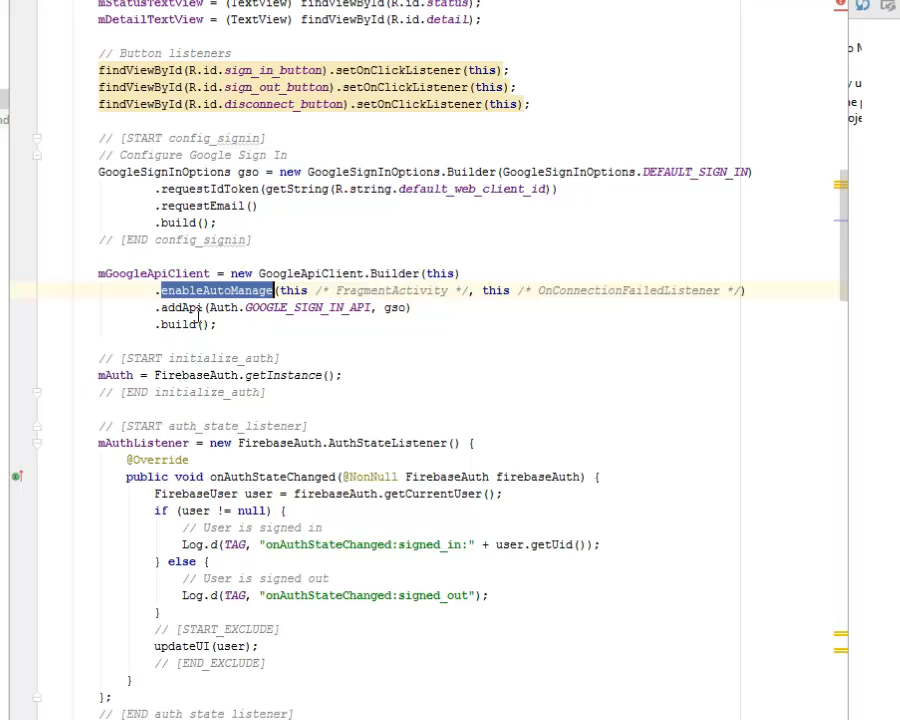 mStatusTextView = (TextView) findViewById(R.id.status);
mDetailTextView = (TextView) findViewById(R.id.detail);
// Button listeners
findViewById(R.id.sign_in_button).setOnClickListener(this);
findViewById(R.id.sign_out_button).setOnClickListener(this);
findViewById(R.id.disconnect_button).setOnClickListener(this);
// [START config_signin]
// Configure Google Sign In
GoogleSignInOptions gso = new GoogleSignInOptions.Builder(GoogleSignInOptions.DEFAULT_SIGN_IN)
.requestIdToken(getString(R.string.default_web_client_id))
.requestEmail()
.build();
// [END config_signin]
mGoogleApiClient = new GoogleApiClient.Builder(this)
.enableAutoManage(this /* FragmentActivity */, this /* OnConnectionFailedListener */)
.addApi(Auth.GOOGLE_SIGN_IN_API, gso)
.build();
// [START initialize_auth]
mAuth = FirebaseAuth.getInstance();
// [END initialize_auth]
// [START auth_state_listener]
mAuthListener = new FirebaseAuth.AuthStateListener() {
@Override
public void onAuthStateChanged(@NonNull FirebaseAuth firebaseAuth) {
FirebaseUser user = firebaseAuth.getCurrentUser();
if (user != null) {
// User is signed in
Log.d(TAG, "onAuthStateChanged:signed_in:" + user.getUid());
} else {
// User is signed out
Log.d(TAG, "onAuthStateChanged:signed_out");
}
// [START_EXCLUDE]
updateUI(user);
// [END_EXCLUDE]
}
};
// [END auth_state_listener]